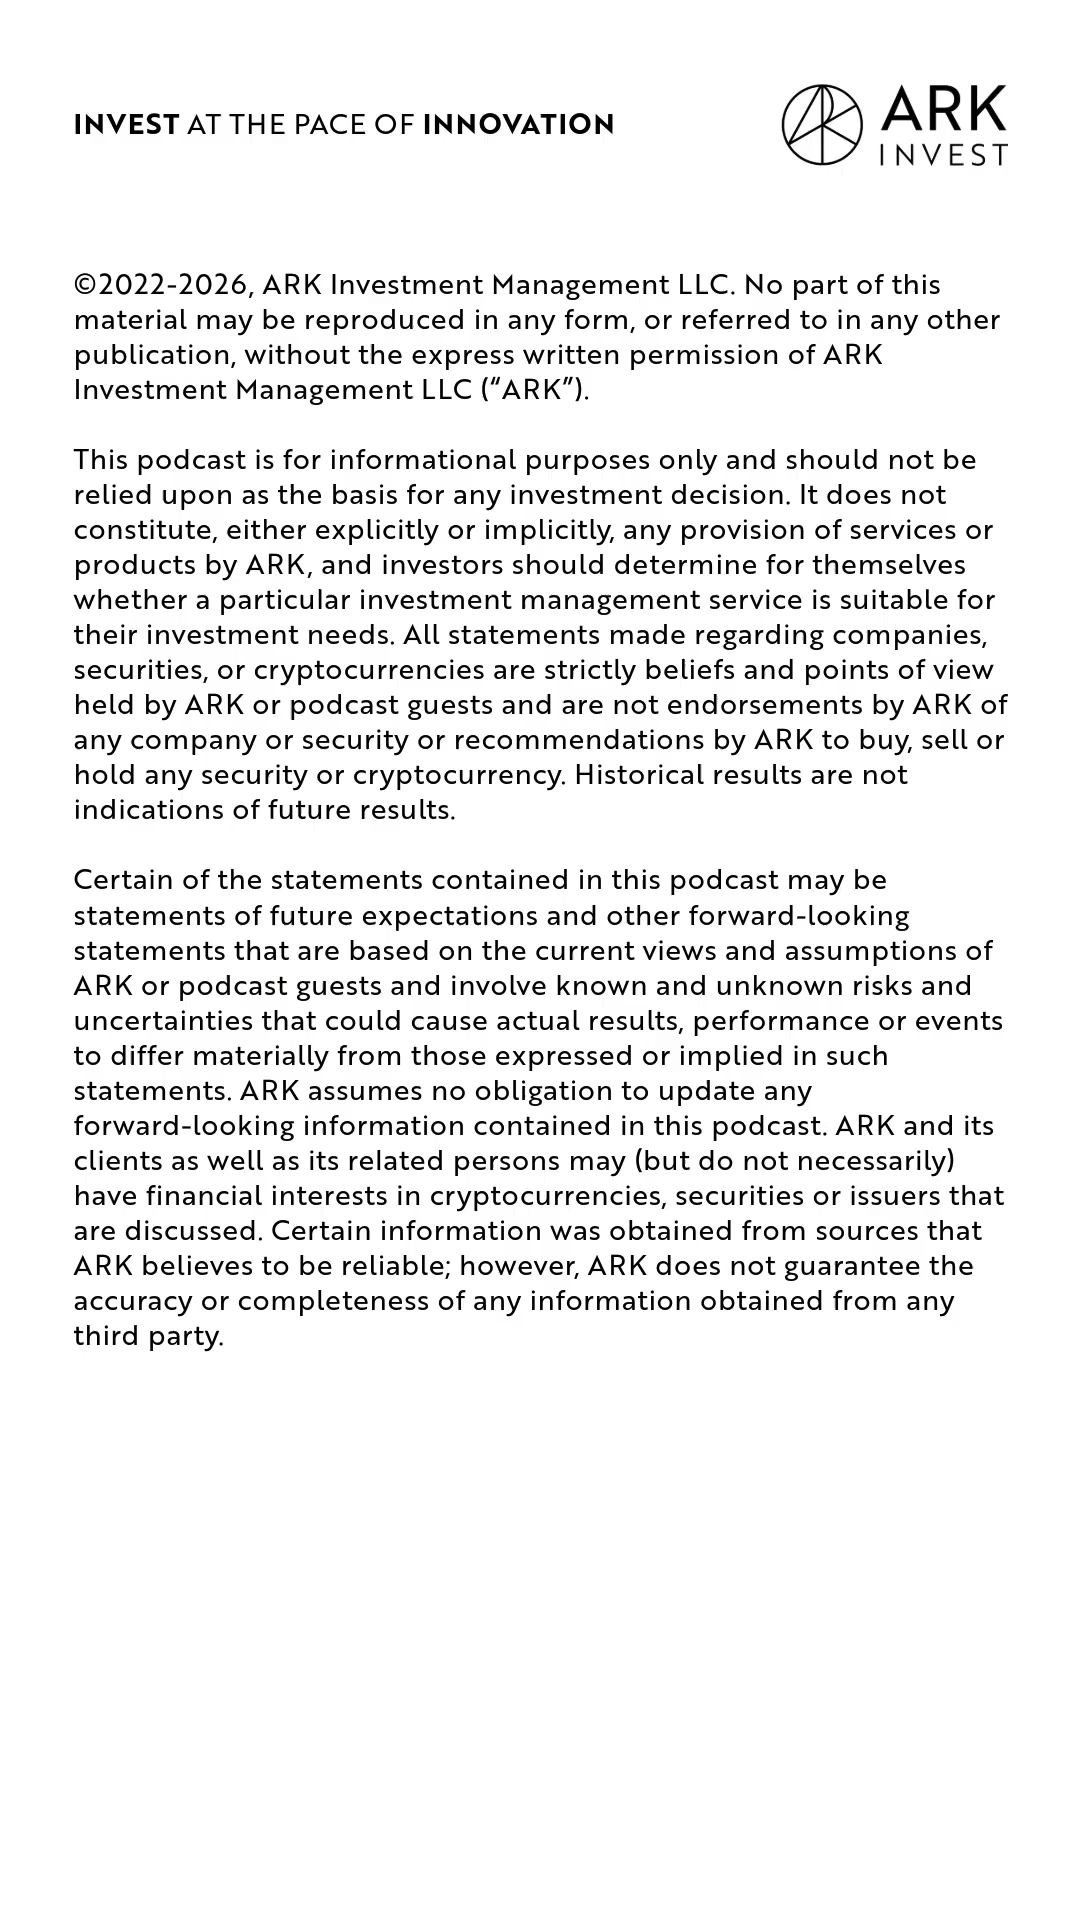 INVEST AT THE PACE OF INNOVATION
ARK
INVEST
©2022-2026, ARK Investment Management LLC. No part of this
material may be reproduced in any form, or referred to in any other
publication, without the express written permission of ARK
Investment Management LLC (“ARK”).
This podcast is for informational purposes only and should not be
relied upon as the basis for any investment decision. It does not
constitute, either explicitly or implicitly, any provision of services or
products by ARK, and investors should determine for themselves
whether a particular investment management service is suitable for
their investment needs. All statements made regarding companies,
securities, or cryptocurrencies are strictly beliefs and points of view
held by ARK or podcast guests and are not endorsements by ARK of
any company or security or recommendations by ARK to buy, sell or
hold any security or cryptocurrency. Historical results are not
indications of future results.
Certain of the statements contained in this podcast may be
statements of future expectations and other forward-looking
statements that are based on the current views and assumptions of
ARK or podcast guests and involve known and unknown risks and
uncertainties that could cause actual results, performance or events
to differ materially from those expressed or implied in such
statements. ARK assumes no obligation to update any
forward-looking information contained in this podcast. ARK and its
clients as well as its related persons may (but do not necessarily)
have financial interests in cryptocurrencies, securities or issuers that
are discussed. Certain information was obtained from sources that
ARK believes to be reliable; however, ARK does not guarantee the
accuracy or completeness of any information obtained from any
third party.